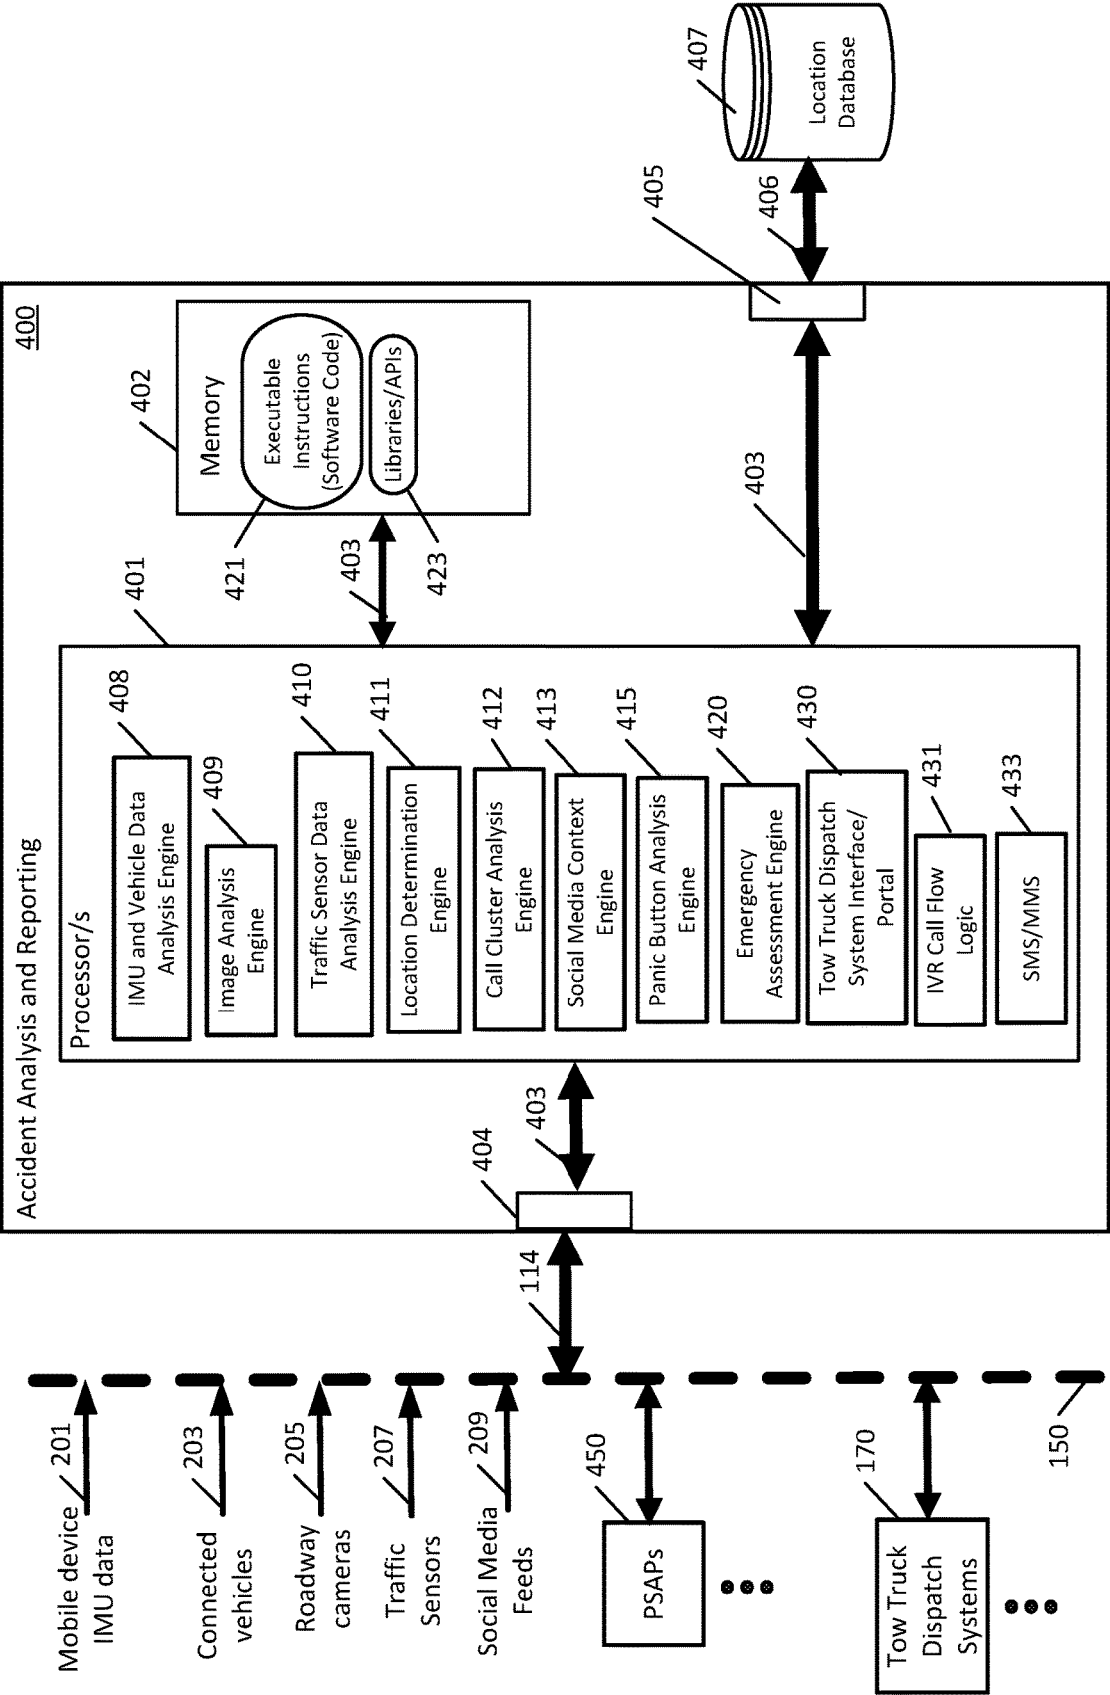 Accident Analysis and Reporting
400
Processor/s
401
IMU and Vehicle Data
Analysis Engine
408
Image Analysis
Engine
409
Traffic Sensor Data
Analysis Engine
410
Location Determination
Engine
411
Call Cluster Analysis
Engine
412
Social Media Context
Engine
413
Panic Button Analysis
Engine
415
Emergency
Assessment Engine
420
Tow Truck Dispatch
System Interface/
Portal
430
IVR Call Flow
Logic
431
SMS/MMS
433
Memory
402
Executable
Instructions
(Software Code)
421
Libraries/APIs
423
403
403
403
404
405
406
407
Location
Database
114
Mobile device
IMU data
201
Connected
vehicles
203
Roadway
cameras
205
Traffic
Sensors
207
Social Media
Feeds
209
PSAPs
450
Tow Truck
Dispatch
Systems
170
150